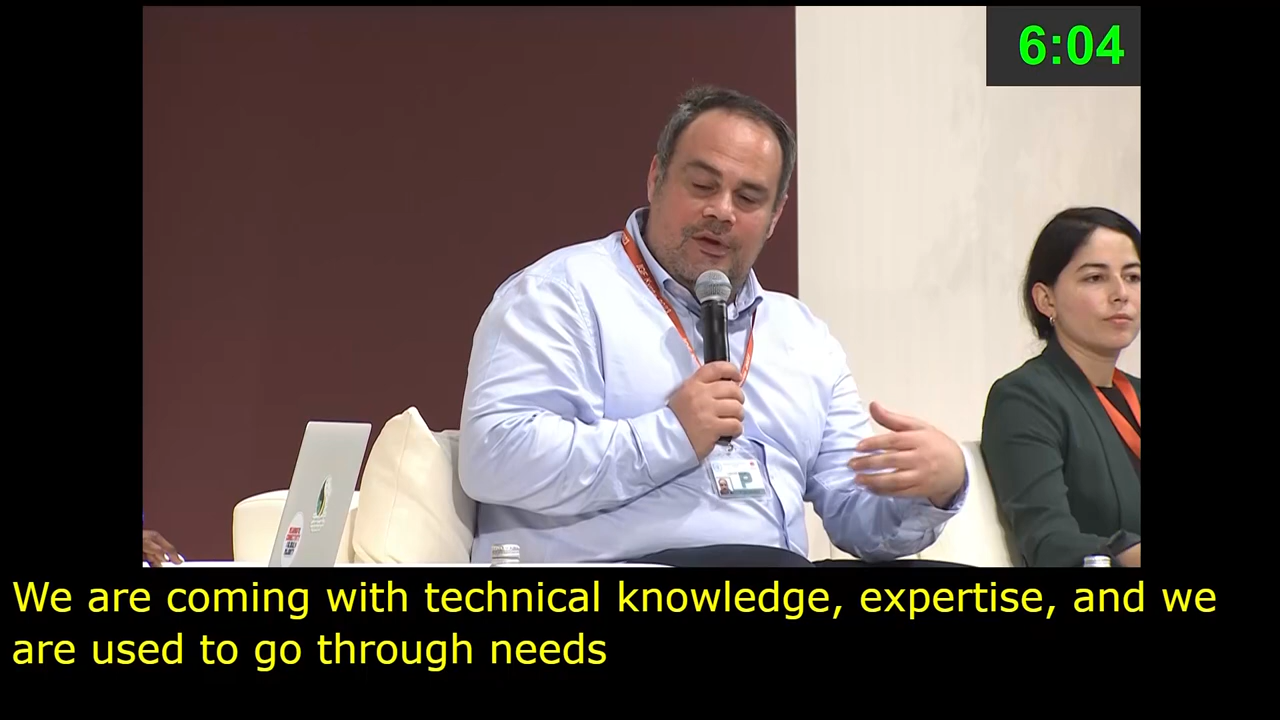 6:04
P
We are coming with technical knowledge, expertise, and we
are used to go through needs